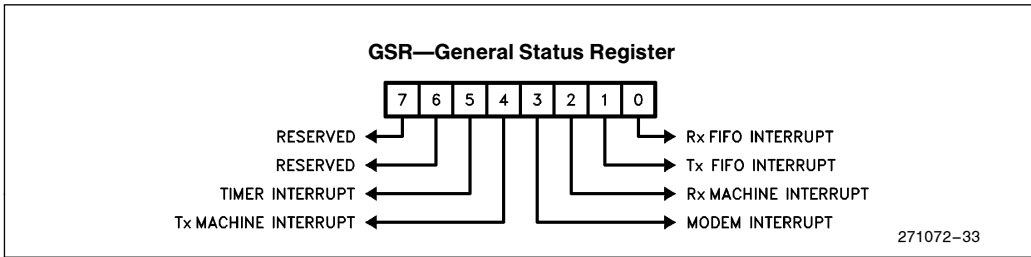 GSR—General Status Register
7 6 5 4 3 2 1 0
RESERVED Rx FIFO INTERRUPT
RESERVED Tx FIFO INTERRUPT
TIMER INTERRUPT Rx MACHINE INTERRUPT
Tx MACHINE INTERRUPT MODEM INTERRUPT
271072–33